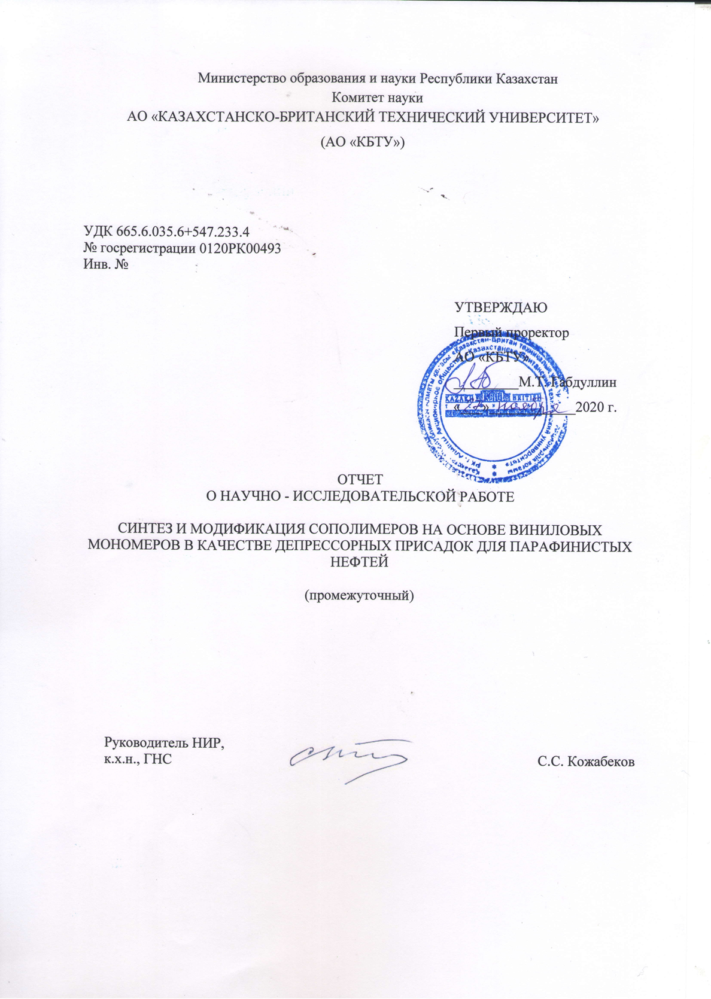 Министерство образования и науки Республики Казахстан
Комитет науки
АО «КАЗАХСТАНСКО-БРИТАНСКИЙ ТЕХНИЧЕСКИЙ УНИВЕРСИТЕТ»
(АО «КБТУ»)
УДК 665.6.035.6+547.233.4
№ госрегистрации 0120РК00493
Инв. №
УТВЕРЖДАЮ
Первый проректор
АО «КБТУ»
М.Т. Габдуллин
KAZAKH BRITISH
«27» ноября 2020 г.
ОТЧЕТ
О НАУЧНО - ИССЛЕДОВАТЕЛЬСКОЙ РАБОТЕ
СИНТЕЗ И МОДИФИКАЦИЯ СОПОЛИМЕРОВ НА ОСНОВЕ ВИНИЛОВЫХ
МОНОМЕРОВ В КАЧЕСТВЕ ДЕПРЕССОРНЫХ ПРИСАДОК ДЛЯ ПАРАФИНИСТЫХ
НЕФТЕЙ
(промежуточный)
Руководитель НИР,
к.х.н., ГНС
С.С. Кожабеков